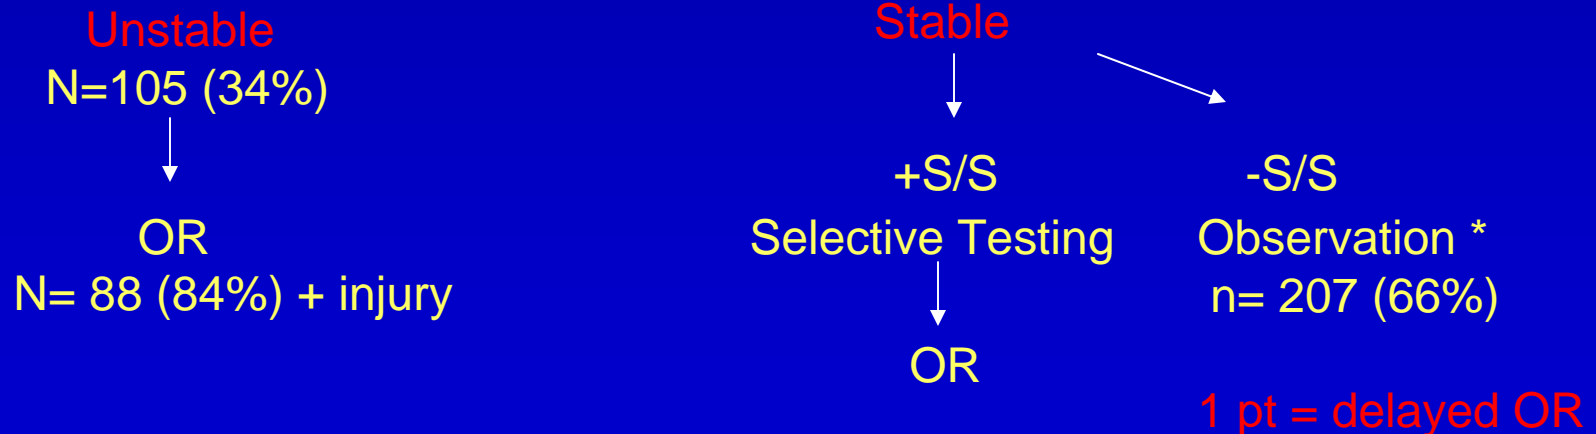 Unstable
N=105 (34%)
OR
N= 88 (84%) + injury
Stable
+S/S
Selective Testing
OR
-S/S
Observation *
n= 207 (66%)
1 pt = delayed OR